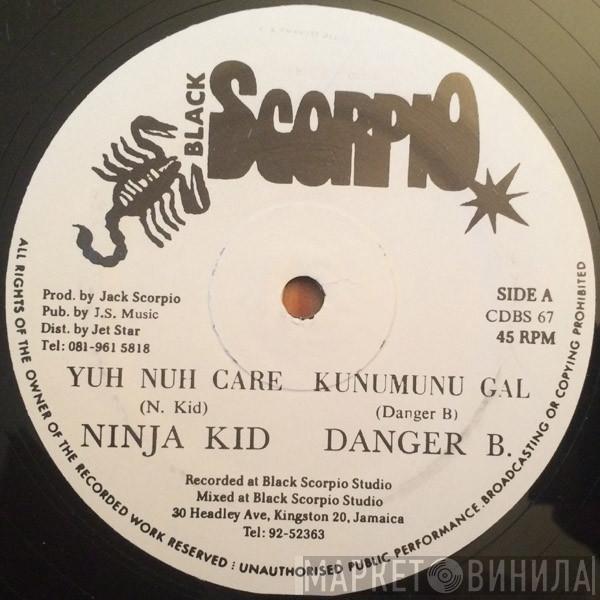 BLACK
SCORPIO
Prod. by Jack Scorpio
Pub. by J.S. Music
Dist. by Jet Star
Tel: 081-961 5818
SIDE A
CDBS 67
45 RPM
YUH NUH CARE KUNUMUNU GAL
(N. Kid) (Danger B)
NINJA KID DANGER B.
Recorded at Black Scorpio Studio
Mixed at Black Scorpio Studio
30 Headley Ave, Kingston 20, Jamaica
Tel: 92-52363
ALL RIGHTS OF THE OWNER OF THE RECORDED WORK RESERVED : UNAUTHORISED PUBLIC PERFORMANCE. BROADCASTING OR COPYING PROHIBITED
МАРКЕТ ВИНИЛА